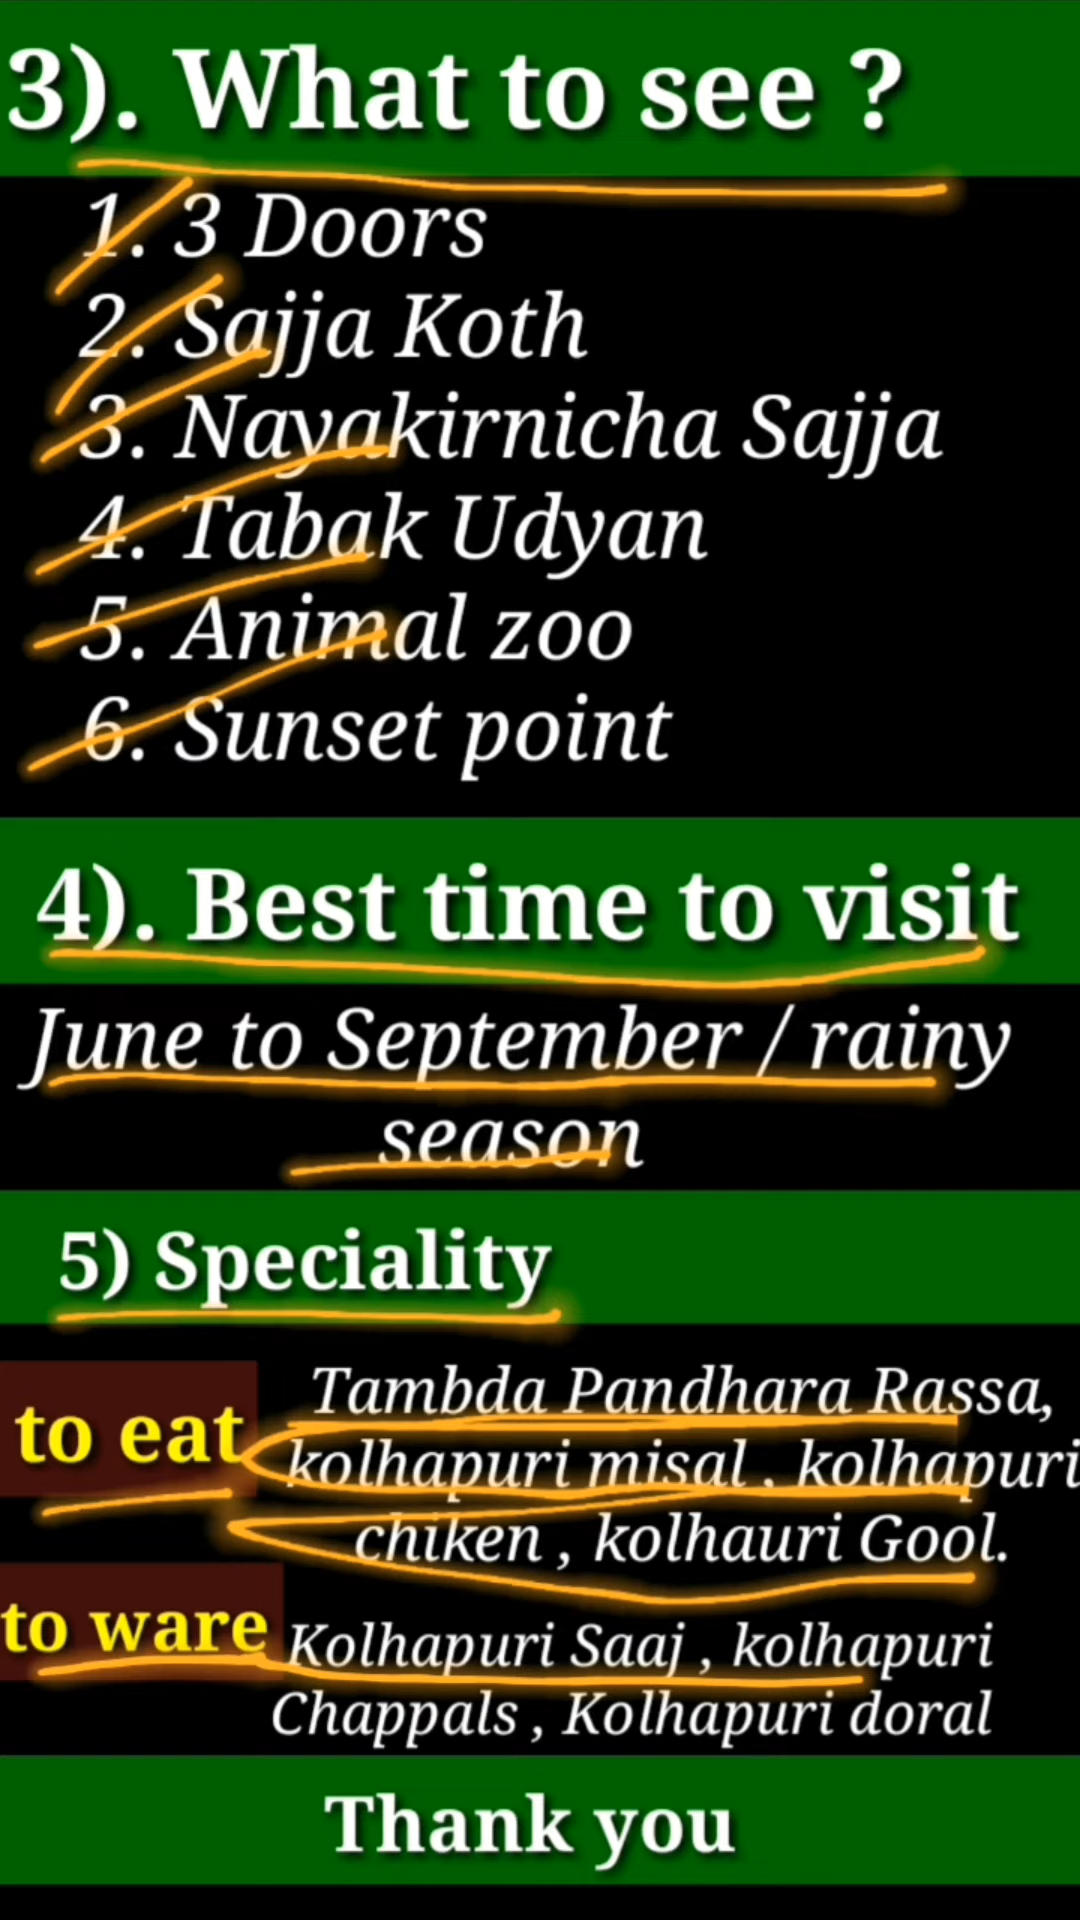 3). What to see ?
1. 3 Doors
2. Sajja Koth
3. Nayakirnicha Sajja
4. Tabak Udyan
5. Animal zoo
6. Sunset point
4). Best time to visit
June to September / rainy
season
5) Speciality
to eat
Tambda Pandhara Rassa,
kolhapuri misal , kolhapuri
chiken , kolhauri Gool.
to ware
Kolhapuri Saaj , kolhapuri
Chappals , Kolhapuri doral
Thank you